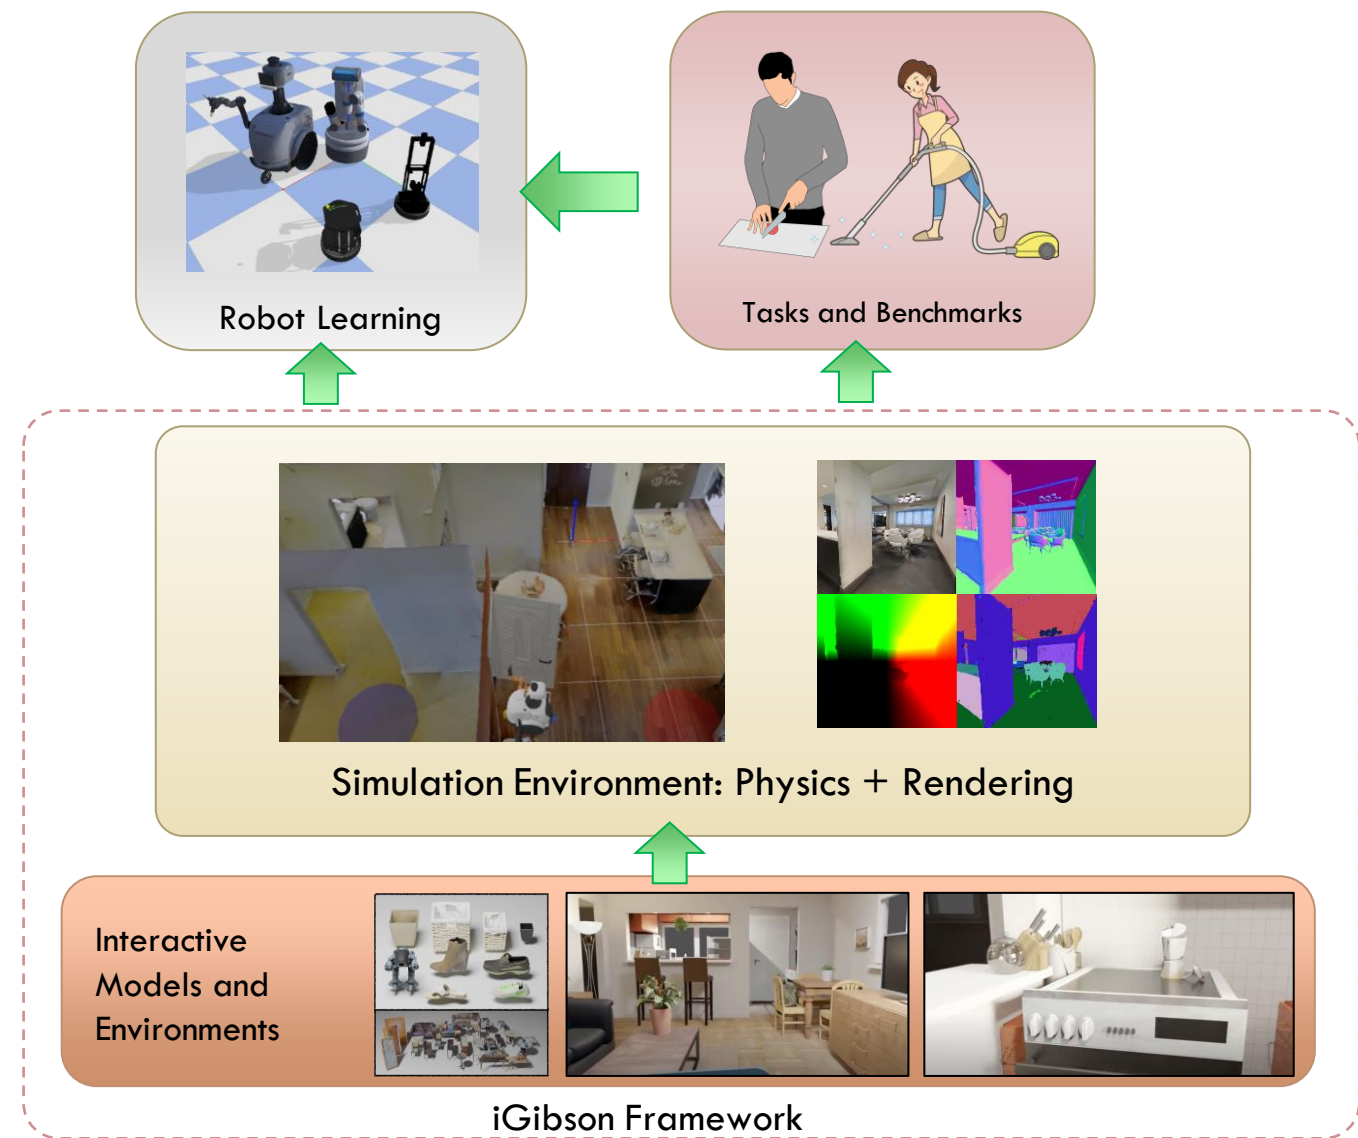 Robot Learning
Tasks and Benchmarks
Simulation Environment: Physics + Rendering
Interactive
Models and
Environments
iGibson Framework